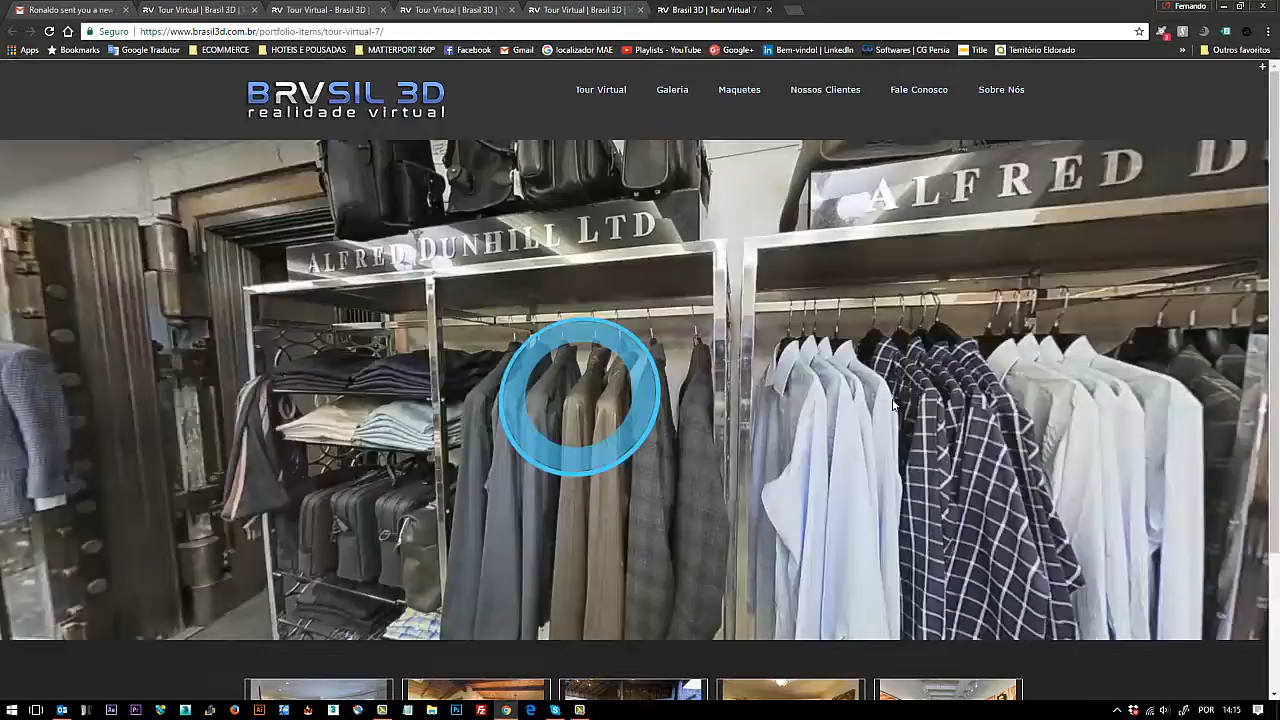 Ronaldo sent you a new
Tour Virtual | Brasil 3D | V
Tour Virtual - Brasil 3D
Tour Virtual | Brasil 3D | V
Tour Virtual | Brasil 3D | V
Brasil 3D | Tour Virtual 7
Fernando
Seguro
https://www.brasil3d.com.br/portfolio-items/tour-virtual-7/
Apps
Bookmarks
Google Tradutor
ECOMMERCE
HOTEIS E POUSADAS
MATTERPORT 360º
Facebook
Gmail
localizador MAE
Playlists - YouTube
Google+
Bem-vindo! | LinkedIn
Softwares | CG Persia
Title
Território Eldorado
Outros favoritos
BRVSIL 3D
realidade virtual
Tour Virtual
Galeria
Maquetes
Nossos Clientes
Fale Conosco
Sobre Nós
ALFRED DUNHILL LTD
ALFRED D
POR
14:15